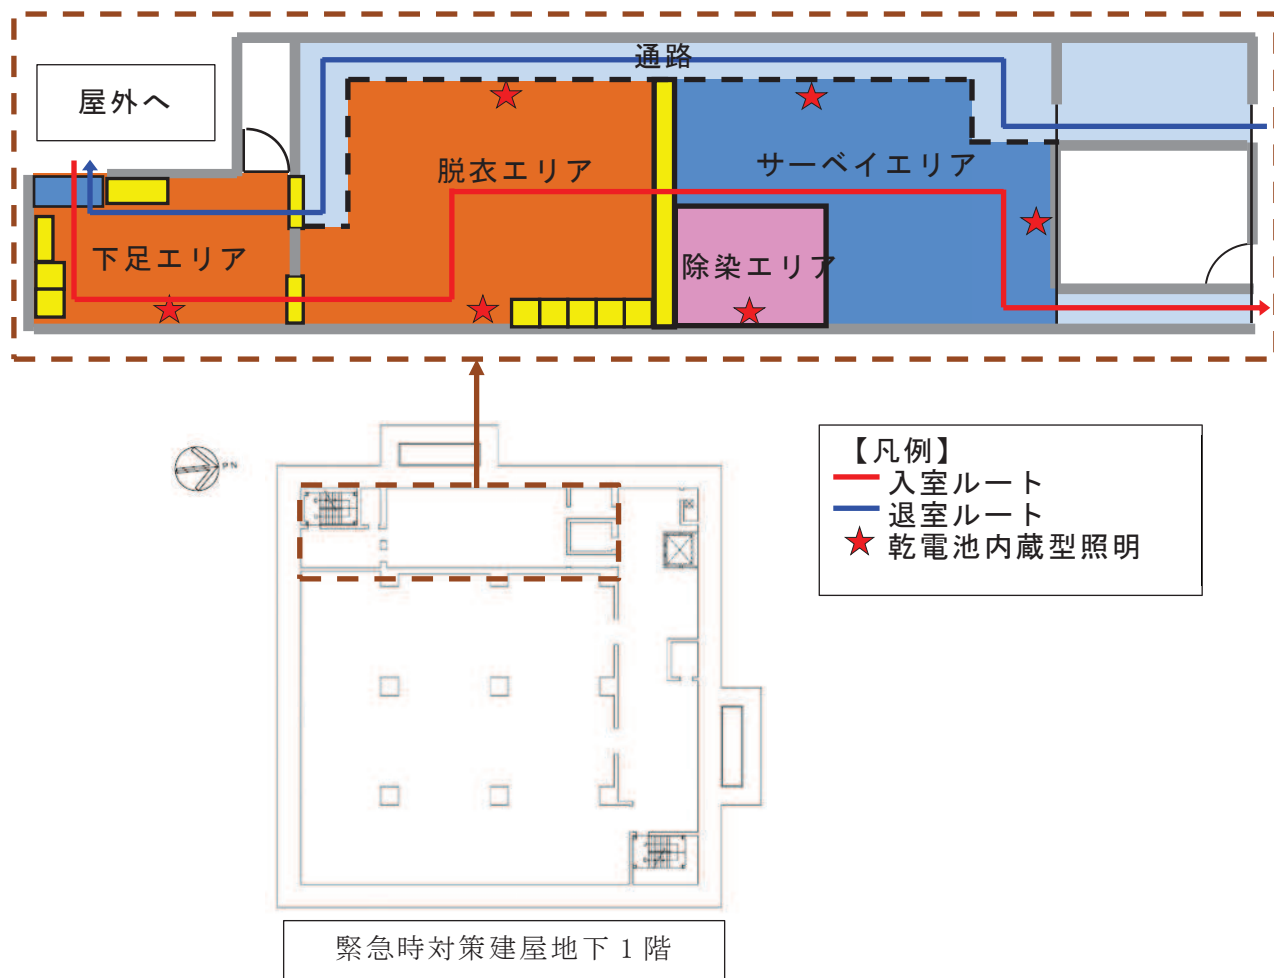 通路
屋外へ
脱衣エリア
サーベイエリア
下足エリア
除染エリア
PN
【凡例】
入室ルート
退室ルート
乾電池内蔵型照明
緊急時対策建屋地下1階